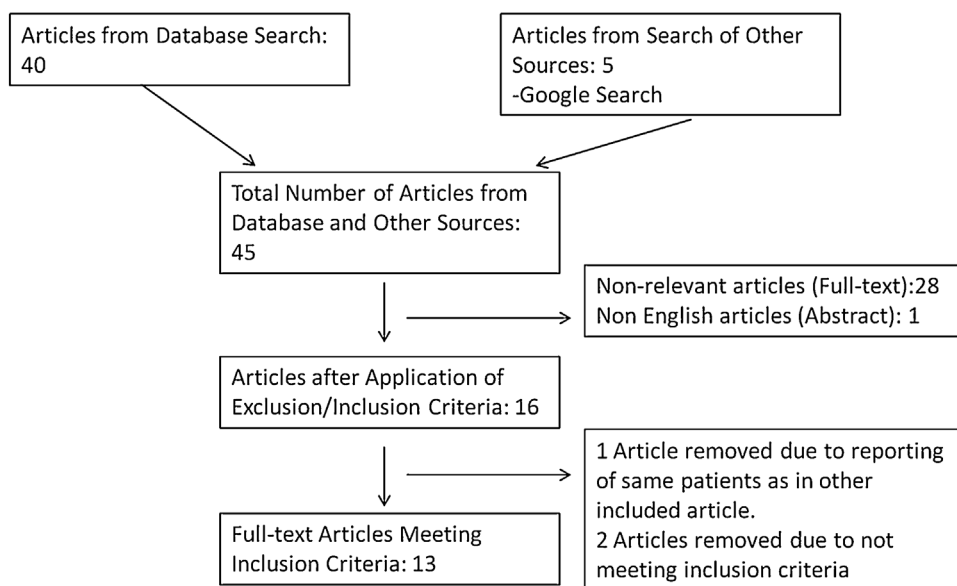 Articles from Database Search:
40
Articles from Search of Other
Sources: 5
-Google Search
Total Number of Articles from
Database and Other Sources:
45
Non-relevant articles (Full-text):28
Non English articles (Abstract): 1
Articles after Application of
Exclusion/Inclusion Criteria: 16
1 Article removed due to reporting
of same patients as in other
included article.
2 Articles removed due to not
meeting inclusion criteria
Full-text Articles Meeting
Inclusion Criteria: 13